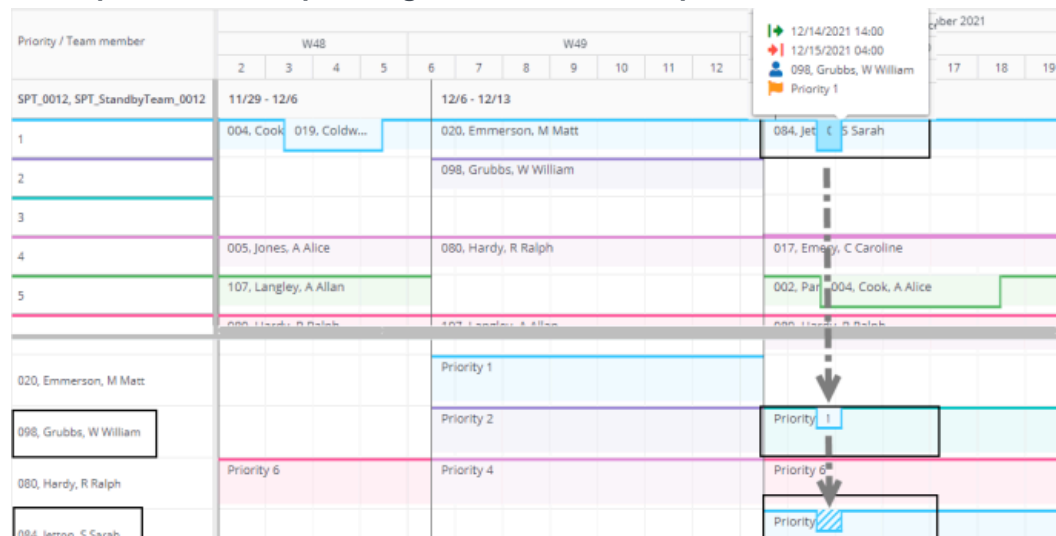 12/14/2021 14:00
12/15/2021 04:00
098, Grubbs, W William
Priority 1
ber 2021
Priority / Team member
W48
W49
2 3 4 5 6 7 8 9 10 11 12 17 18 19
SPT_0012, SPT_StandbyTeam_0012
11/29 - 12/6
12/6 - 12/13
1
004, Cook
019, Coldw...
020, Emmerson, M Matt
084, Jet
S Sarah
2
098, Grubbs, W William
3
4
005, Jones, A Alice
080, Hardy, R Ralph
017, Emery, C Caroline
5
107, Langley, A Allan
002, Par
004, Cook, A Alice
020, Emmerson, M Matt
Priority 1
098, Grubbs, W William
Priority 2
Priority
1
080, Hardy, R Ralph
Priority 6
Priority 4
Priority 6
084, Jetton, S Sarah
Priority